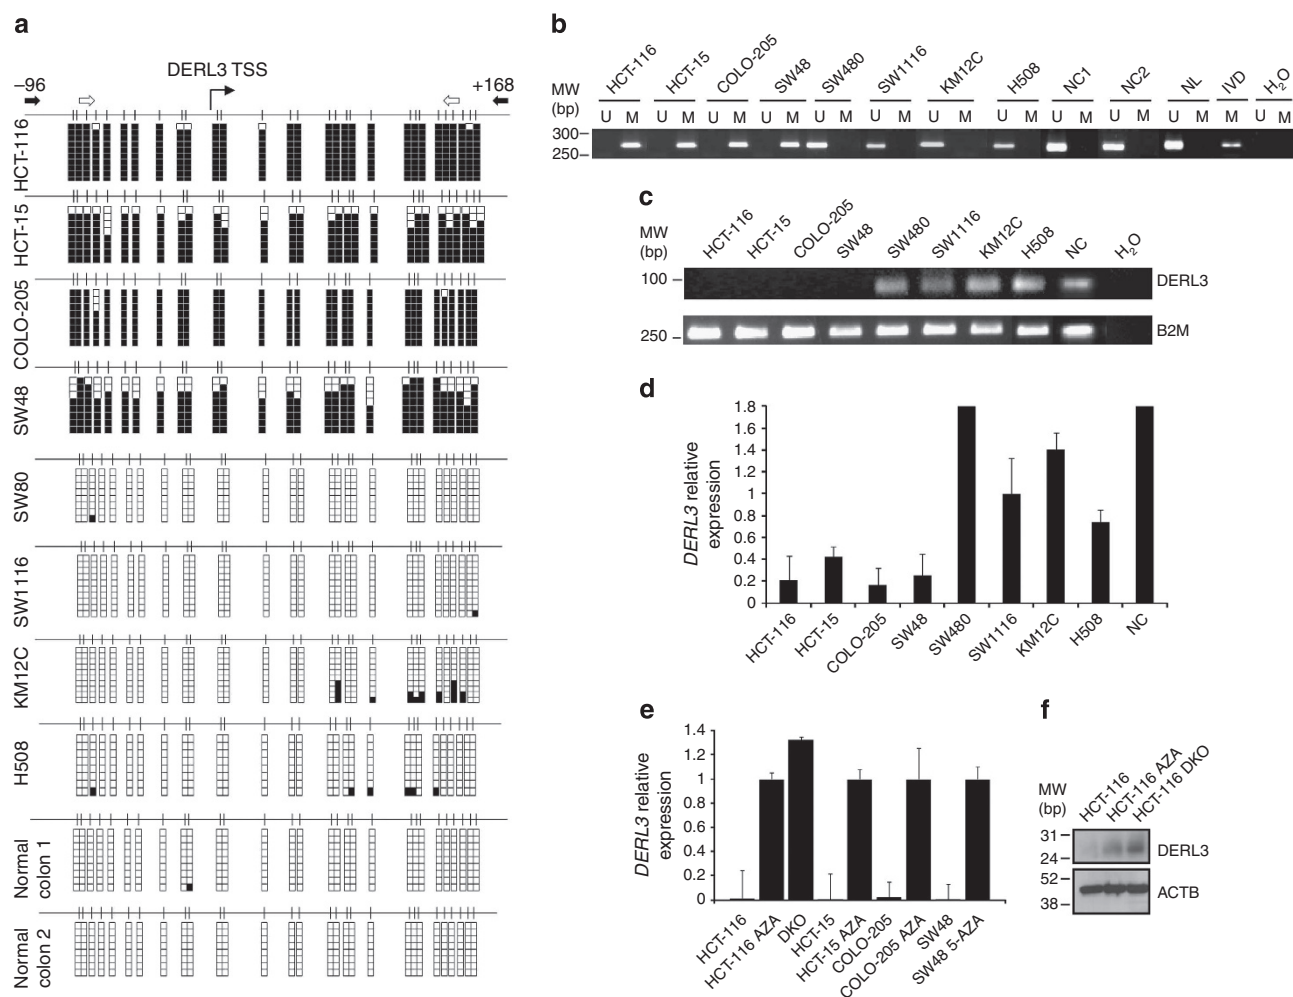 a
DERL3 TSS
–96
+168
HCT-116
HCT-15
COLO-205
SW48
SW80
SW1116
KM12C
H508
Normal
colon 1
Normal
colon 2
b
MW
(bp)
HCT-116 HCT-15 COLO-205 SW48 SW480 SW1116 KM12C H508 NC1 NC2 NL IVD H2O
U M U M U M U M U M U M U M U M U M U M U M U M U M
300
250
c
MW
(bp)
HCT-116 HCT-15 COLO-205 SW48 SW480 SW1116 KM12C H508 NC H2O
100
DERL3
250
B2M
d
DERL3 relative
expression
1.8
1.6
1.4
1.2
1
0.8
0.6
0.4
0.2
0
HCT-116 HCT-15 COLO-205 SW48 SW480 SW1116 KM12C H508 NC
e
DERL3 relative
expression
1.4
1.2
1
0.8
0.6
0.4
0.2
0
HCT-116 HCT-116 AZA DKO HCT-15 HCT-15 AZA COLO-205 COLO-205 AZA SW48 SW48 5-AZA
f
MW
(bp)
HCT-116 HCT-116 AZA HCT-116 DKO
31
24
DERL3
52
38
ACTB